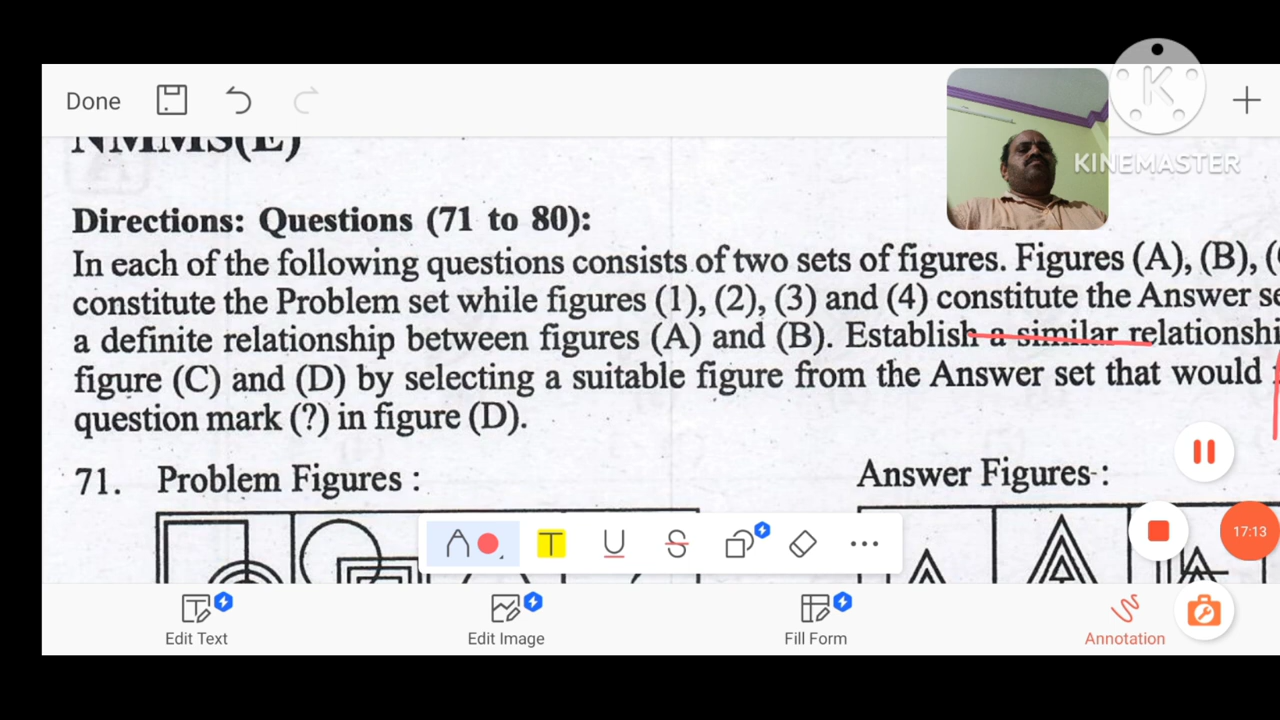 Done
K
KINEMASTER
NMMS(E)
Directions: Questions (71 to 80):
In each of the following questions consists of two sets of figures. Figures (A), (B),
constitute the Problem set while figures (1), (2), (3) and (4) constitute the Answer
a definite relationship between figures (A) and (B). Establish a similar
figure (C) and (D) by selecting a suitable figure from the Answer set that would
question mark (?) in figure (D).
71. Problem Figures :
Answer Figures :
T U S
17:13
Edit Text
Edit Image
Fill Form
Annotation